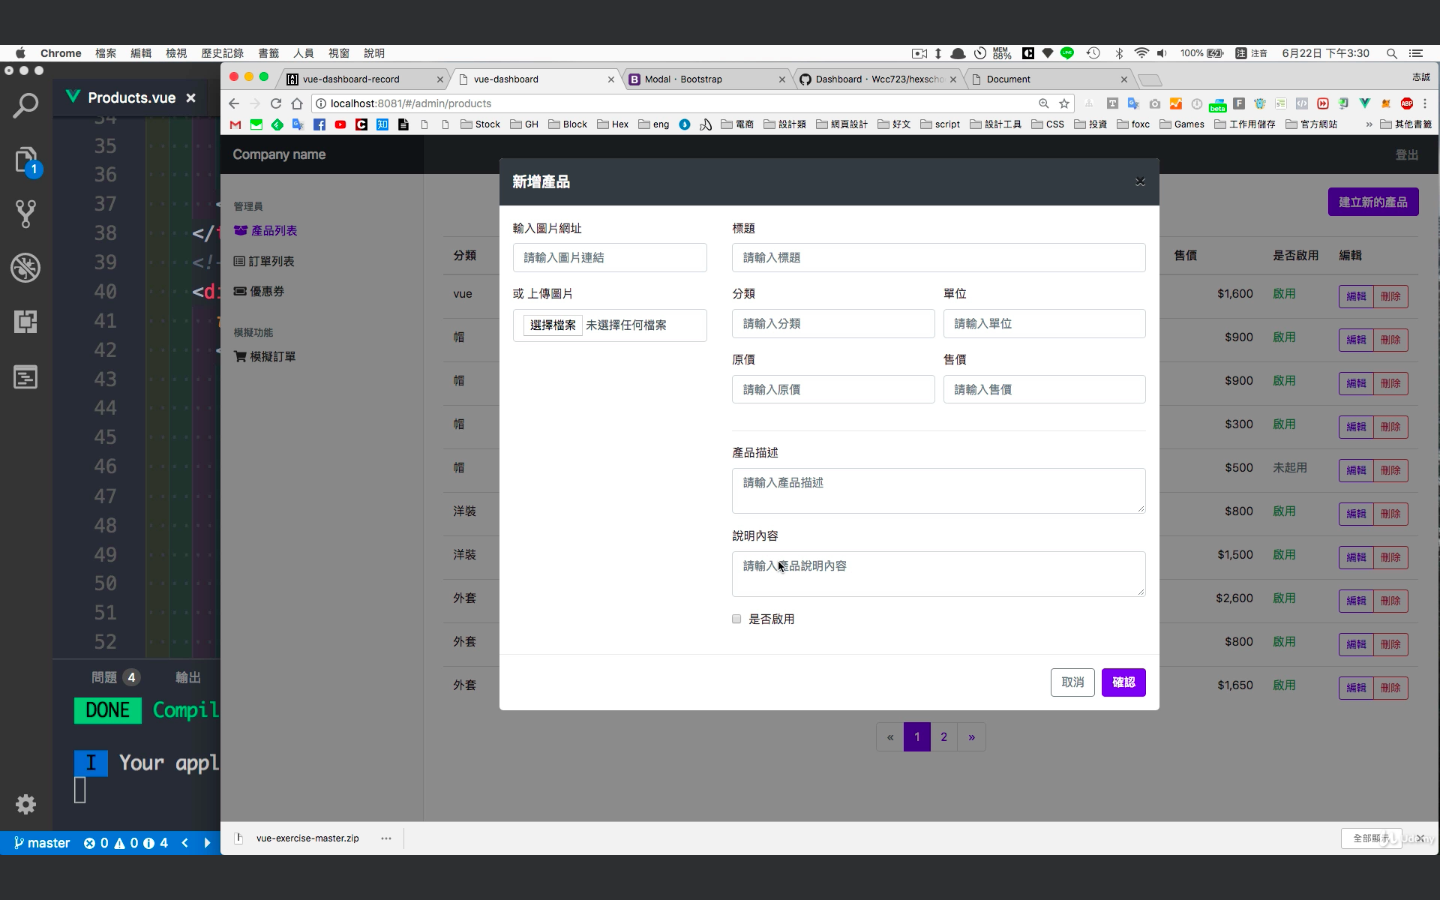 Chrome 檔案 編輯 檢視 歷史記錄 書籤 人員 視窗 說明
MEM 88% 100% 注 注音 6月22日 下午3:30
Products.vue
vue-dashboard-record
vue-dashboard
Modal · Bootstrap
Dashboard · Wcc723/hexscho
Document
志誠
localhost:8081/#/admin/products
beta
ABP
Stock GH Block Hex eng 電商 設計類 網頁設計 好文 script 設計工具 CSS 投資 foxc Games 工作用儲存 官方網站 » 其他書籤
Company name
登出
34
35
36
37 <
38 </
39 <!-
40 <di
41
42 <
43
44
45
46
47
48
49
50
51
52
1
管理員
產品列表
訂單列表
優惠券
模擬功能
模擬訂單
建立新的產品
分類 售價 是否啟用 編輯
vue $1,600 啟用 編輯 刪除
帽 $900 啟用 編輯 刪除
帽 $900 啟用 編輯 刪除
帽 $300 啟用 編輯 刪除
帽 $500 未起用 編輯 刪除
洋裝 $800 啟用 編輯 刪除
洋裝 $1,500 啟用 編輯 刪除
外套 $2,600 啟用 編輯 刪除
外套 $800 啟用 編輯 刪除
外套 $1,650 啟用 編輯 刪除
« 1 2 »
新增產品 ×
輸入圖片網址
請輸入圖片連結
或 上傳圖片
選擇檔案 未選擇任何檔案
標題
請輸入標題
分類 單位
請輸入分類 請輸入單位
原價 售價
請輸入原價 請輸入售價
產品描述
請輸入產品描述
說明內容
請輸入產品說明內容
是否啟用
取消 確認
問題 4 輸出
DONE Compil
I Your appl
master 0 0 4
vue-exercise-master.zip
全部顯示
Udemy